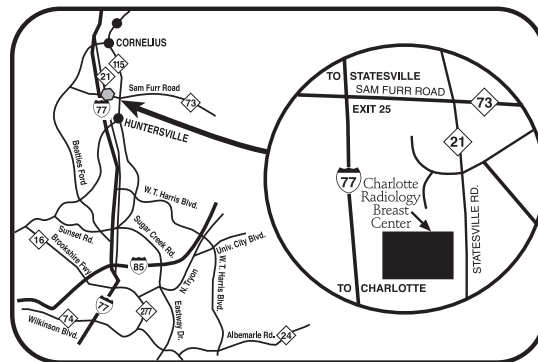 CORNELIUS
21
115
Sam Furr Road
73
77
HUNTERSVILLE
Beatties Ford
W. T. Harris Blvd.
Sunset Rd.
Sugar Creek Rd.
16
Brookshire Fwy.
85
N. Tryon
Univ. City Blvd.
W. T. Harris Blvd.
77
277
Eastway Dr.
74
Wilkinson Blvd.
Albemarle Rd.
24
TO STATESVILLE
SAM FURR ROAD
73
EXIT 25
21
77
Charlotte
Radiology
Breast
Center
STATESVILLE RD.
TO CHARLOTTE